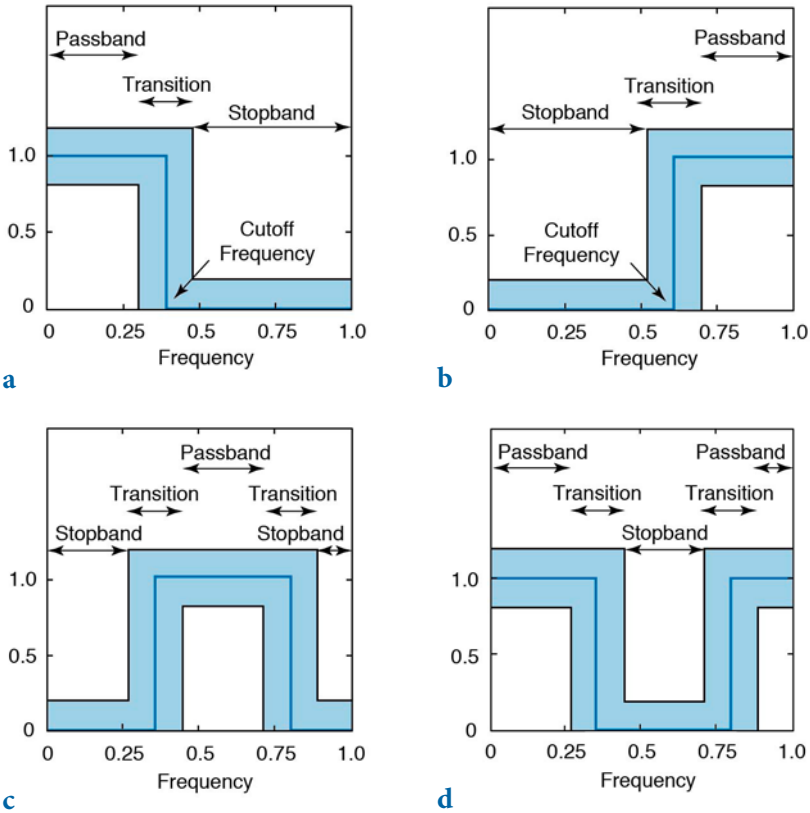 Passband
Transition
Stopband
1.0
0.5
0
Cutoff
Frequency
0 0.25 0.5 0.75 1.0
Frequency
a
Passband
Transition
Stopband
1.0
0.5
0
Cutoff
Frequency
0 0.25 0.5 0.75 1.0
Frequency
b
Passband
Transition Transition
Stopband Stopband
1.0
0.5
0
0 0.25 0.5 0.75 1.0
Frequency
c
Passband Passband
Transition Transition
Stopband
1.0
0.5
0
0 0.25 0.5 0.75 1.0
Frequency
d